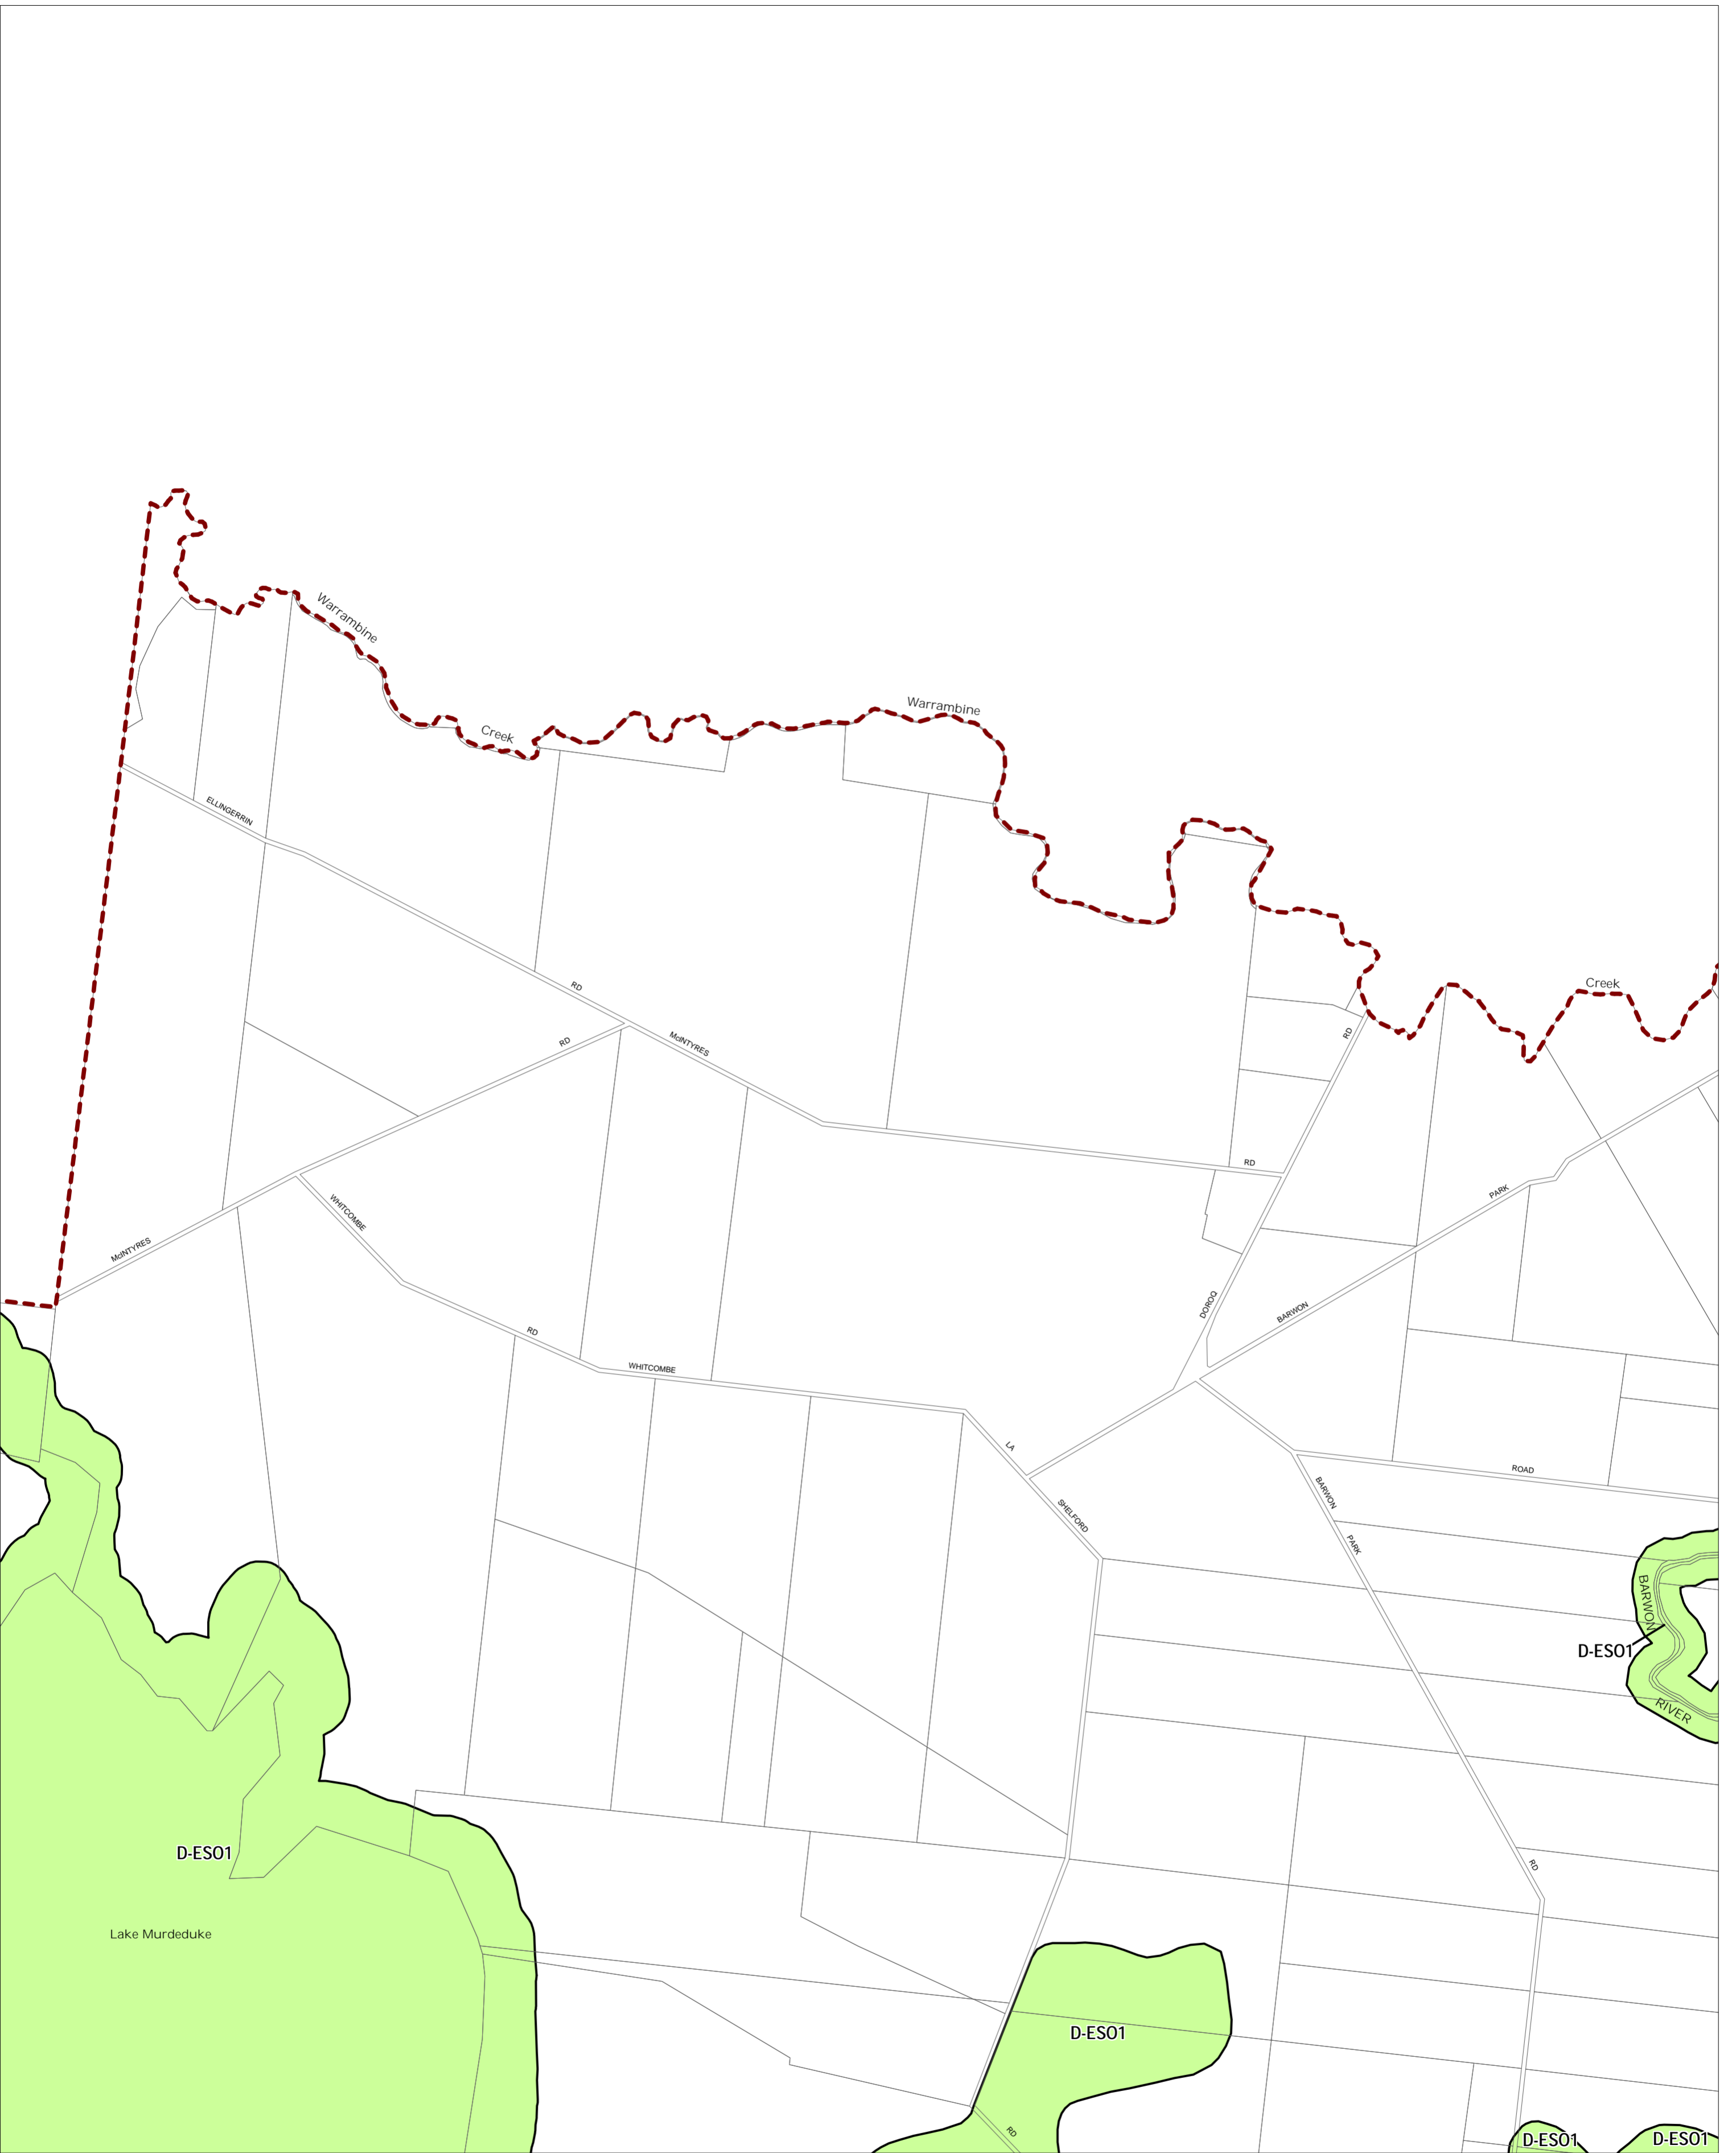 Warrambine
Creek
Warrambine
ELLINGERRIN
RD
McINTYRES
RD
Creek
RD
RD
McINTYRES
WHITCOMBE
RD
WHITCOMBE
DOROQ
BARWON
PARK
LA
SHELFORD
ROAD
BARWON
PARK
BARWON
D-ESO1
RIVER
D-ESO1
RD
Lake Murdeduke
D-ESO1
RD
D-ESO1
D-ESO1